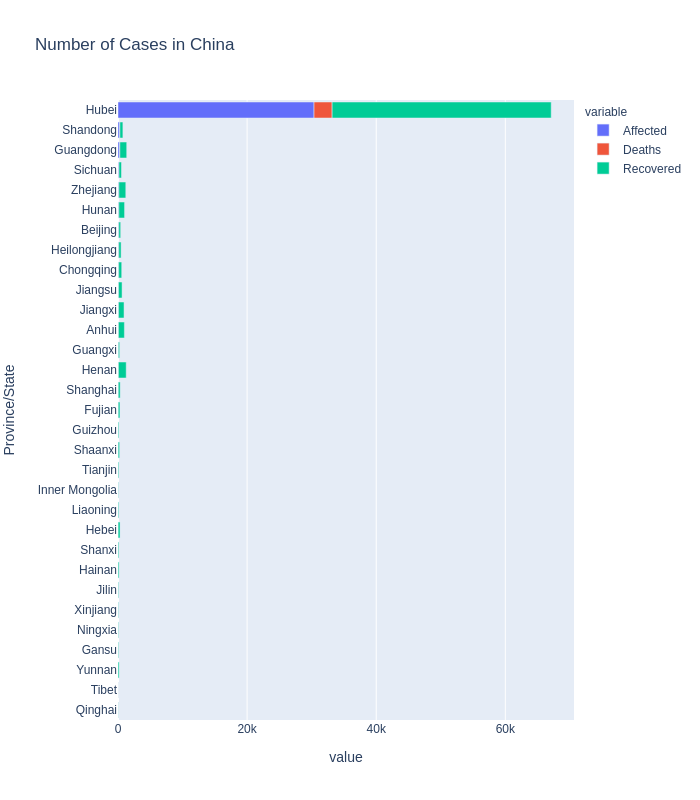 Number of Cases in China
variable
Affected
Deaths
Recovered
Province/State
Hubei
Shandong
Guangdong
Sichuan
Zhejiang
Hunan
Beijing
Heilongjiang
Chongqing
Jiangsu
Jiangxi
Anhui
Guangxi
Henan
Shanghai
Fujian
Guizhou
Shaanxi
Tianjin
Inner Mongolia
Liaoning
Hebei
Shanxi
Hainan
Jilin
Xinjiang
Ningxia
Gansu
Yunnan
Tibet
Qinghai
0 20k 40k 60k
value